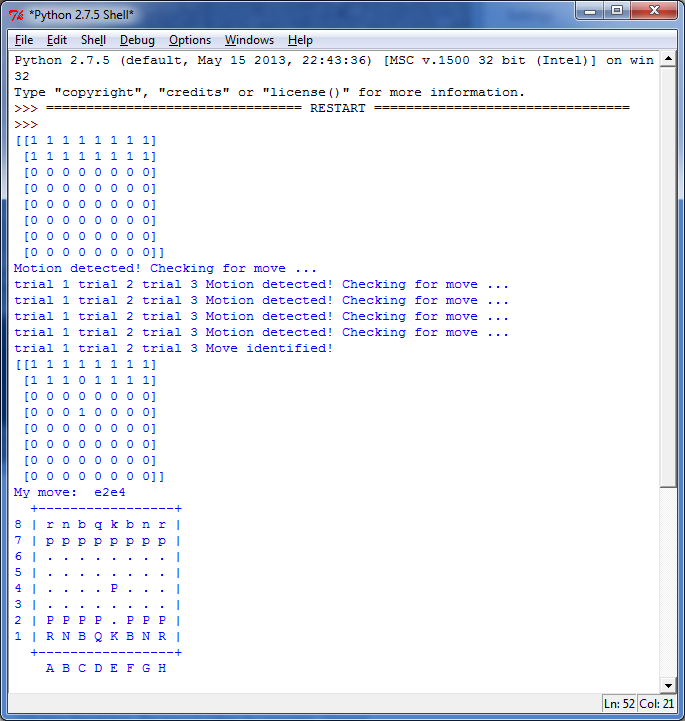 *Python 2.7.5 Shell*
File Edit Shell Debug Options Windows Help
Python 2.7.5 (default, May 15 2013, 22:43:36) [MSC v.1500 32 bit (Intel)] on win
32
Type "copyright", "credits" or "license()" for more information.
>>> ================================ RESTART ================================
>>>
[[1 1 1 1 1 1 1 1]
 [1 1 1 1 1 1 1 1]
 [0 0 0 0 0 0 0 0]
 [0 0 0 0 0 0 0 0]
 [0 0 0 0 0 0 0 0]
 [0 0 0 0 0 0 0 0]
 [0 0 0 0 0 0 0 0]
 [0 0 0 0 0 0 0 0]]
Motion detected! Checking for move ...
trial 1 trial 2 trial 3 Motion detected! Checking for move ...
trial 1 trial 2 trial 3 Motion detected! Checking for move ...
trial 1 trial 2 trial 3 Motion detected! Checking for move ...
trial 1 trial 2 trial 3 Motion detected! Checking for move ...
trial 1 trial 2 trial 3 Move identified!
[[1 1 1 1 1 1 1 1]
 [1 1 1 0 1 1 1 1]
 [0 0 0 0 0 0 0 0]
 [0 0 0 1 0 0 0 0]
 [0 0 0 0 0 0 0 0]
 [0 0 0 0 0 0 0 0]
 [0 0 0 0 0 0 0 0]
 [0 0 0 0 0 0 0 0]]
My move:  e2e4
  +-----------------+
8 | r n b q k b n r |
7 | p p p p p p p p |
6 | . . . . . . . . |
5 | . . . . . . . . |
4 | . . . . P . . . |
3 | . . . . . . . . |
2 | P P P P . P P P |
1 | R N B Q K B N R |
  +-----------------+
    A B C D E F G H
Ln: 52 Col: 21